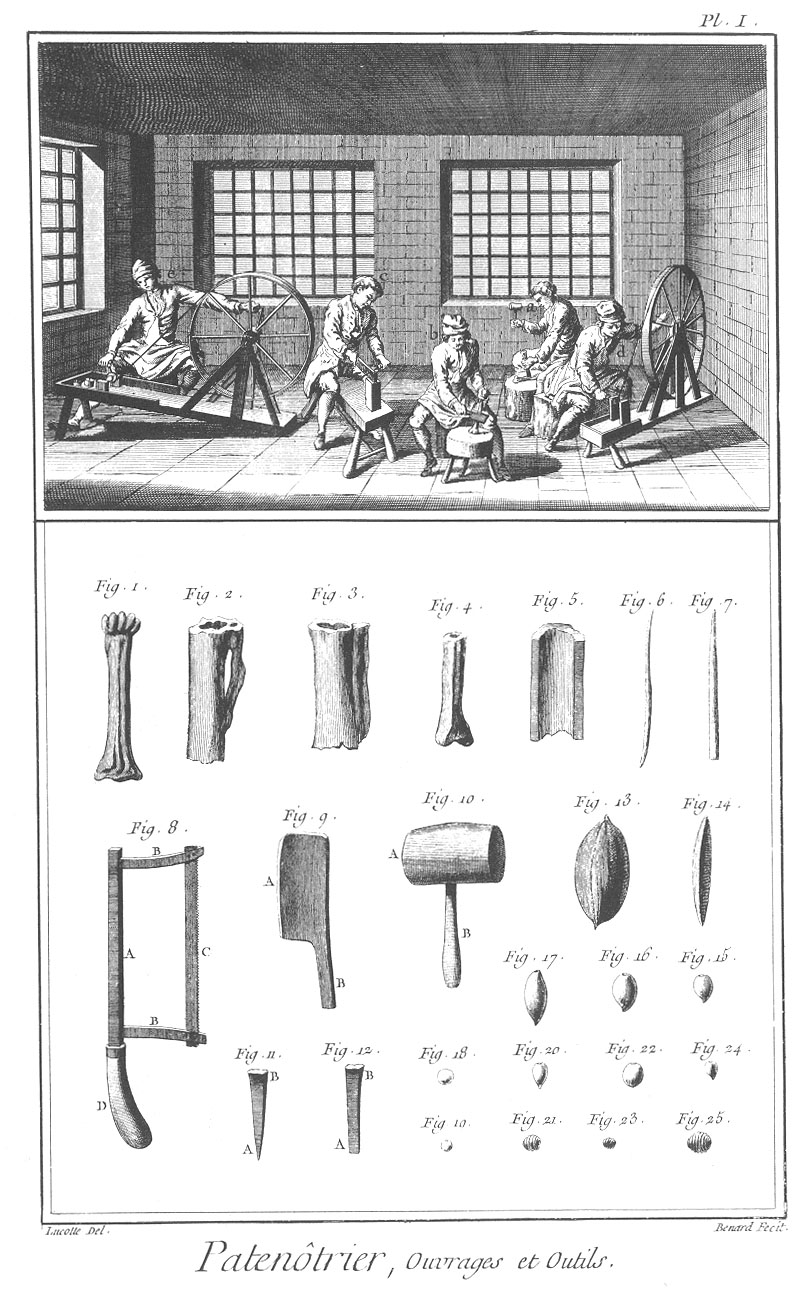 Pl. I.
e
c
b
a
d
Fig. 1.
Fig. 2.
Fig. 3.
Fig. 4.
Fig. 5.
Fig. 6.
Fig. 7.
Fig. 8.
B
A
C
B
D
Fig. 9.
A
B
Fig. 10.
A
B
Fig. 13.
Fig. 14.
Fig. 17.
Fig. 16.
Fig. 15.
Fig. 11.
B
A
Fig. 12.
B
A
Fig. 18.
Fig. 20.
Fig. 22.
Fig. 24.
Fig. 19.
Fig. 21.
Fig. 23.
Fig. 25.
Lucotte Del.
Benard Fecit.
Patenôtrier, Ouvrages et Outils.